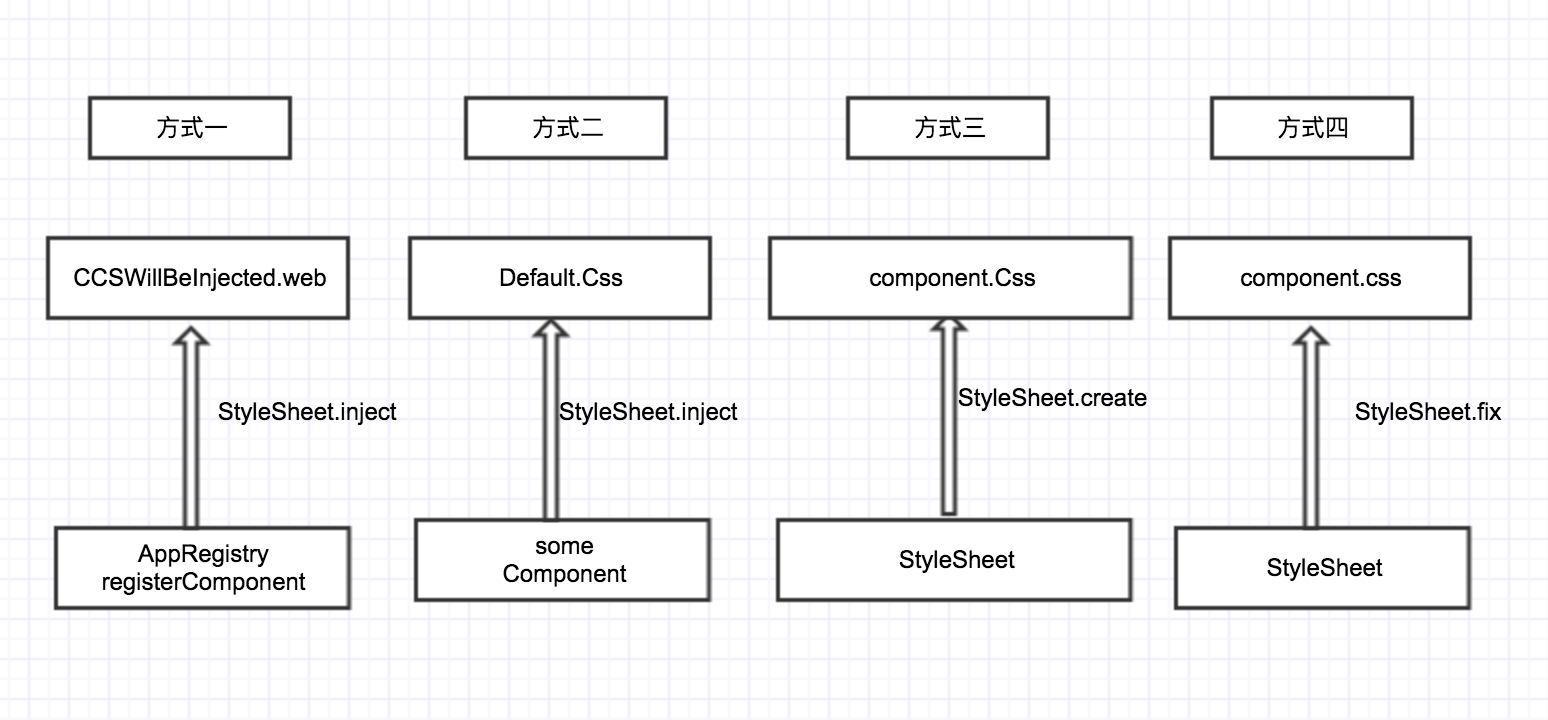 方式一
方式二
方式三
方式四
CCSWillBeInjected.web
Default.Css
component.Css
component.css
StyleSheet.inject
StyleSheet.inject
StyleSheet.create
StyleSheet.fix
AppRegistry
registerComponent
some
Component
StyleSheet
StyleSheet